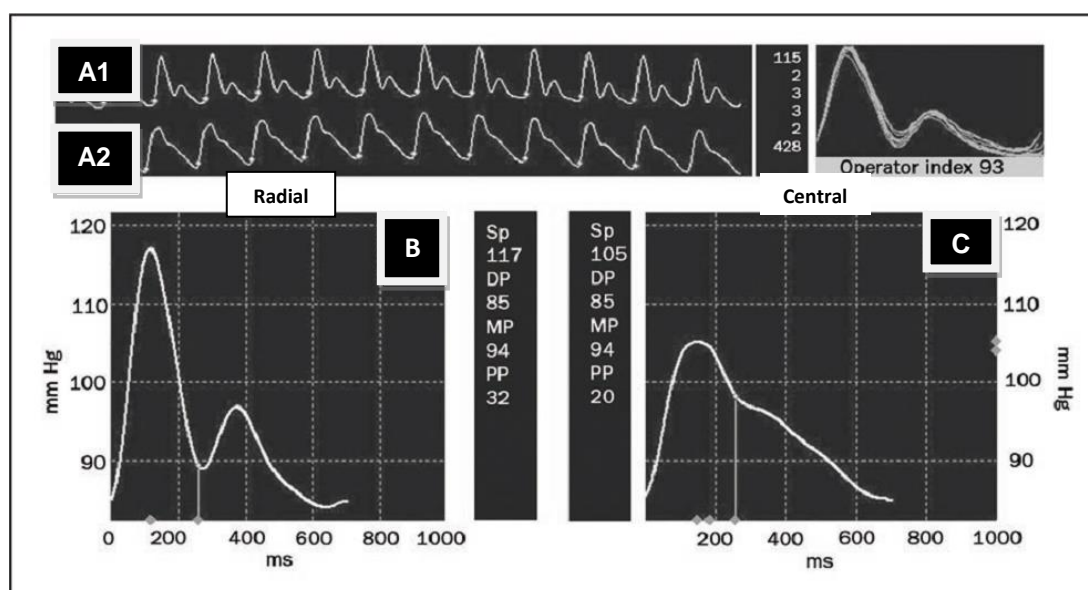 A1
115
2
3
3
2
428
A2
Operator index 93
Radial
Central
120
110
100
90
mm Hg
B
Sp
117
DP
85
MP
94
PP
32
Sp
105
DP
85
MP
94
PP
20
C
120
110
100
90
mm Hg
0 200 400 600 800 1000
ms
200 400 600 800 1000
ms